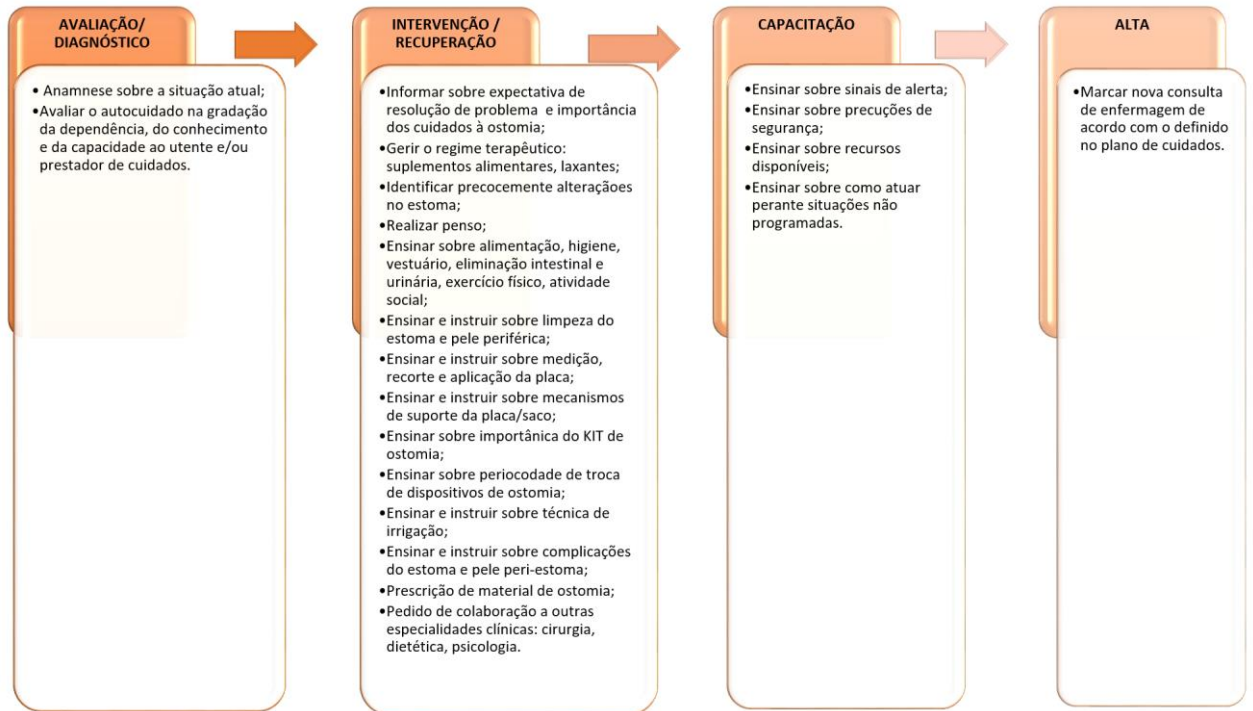 AVALIAÇÃO/
DIAGNÓSTICO
• Anamnese sobre a situação atual;
•Avaliar o autocuidado na gradação
da dependência, do conhecimento
e da capacidade ao utente e/ou
prestador de cuidados.
INTERVENÇÃO /
RECUPERAÇÃO
•Informar sobre expectativa de
resolução de problema e importância
dos cuidados à ostomia;
•Gerir o regime terapêutico:
suplementos alimentares, laxantes;
•Identificar precocemente alterações
no estoma;
•Realizar penso;
•Ensinar sobre alimentação, higiene,
vestuário, eliminação intestinal e
urinária, exercício físico, atividade
social;
•Ensinar e instruir sobre limpeza do
estoma e pele periférica;
•Ensinar e instruir sobre medição,
recorte e aplicação da placa;
•Ensinar e instruir sobre mecanismos
de suporte da placa/saco;
•Ensinar sobre importânica do KIT de
ostomia;
•Ensinar sobre periocodade de troca
de dispositivos de ostomia;
•Ensinar e instruir sobre técnica de
irrigação;
•Ensinar e instruir sobre complicações
do estoma e pele peri-estoma;
•Prescrição de material de ostomia;
•Pedido de colaboração a outras
especialidades clínicas: cirurgia,
dietética, psicologia.
CAPACITAÇÃO
•Ensinar sobre sinais de alerta;
•Ensinar sobre precuções de
segurança;
•Ensinar sobre recursos
disponíveis;
•Ensinar sobre como atuar
perante situações não
programadas.
ALTA
•Marcar nova consulta
de enfermagem de
acordo com o definido
no plano de cuidados.